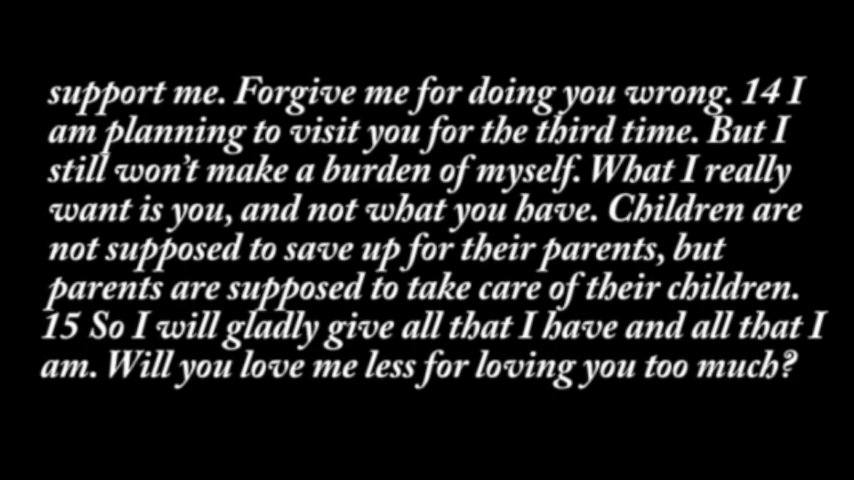 support me. Forgive me for doing you wrong. 14 I
am planning to visit you for the third time. But I
still won't make a burden of myself. What I really
want is you, and not what you have. Children are
not supposed to save up for their parents, but
parents are supposed to take care of their children.
15 So I will gladly give all that I have and all that I
am. Will you love me less for loving you too much?